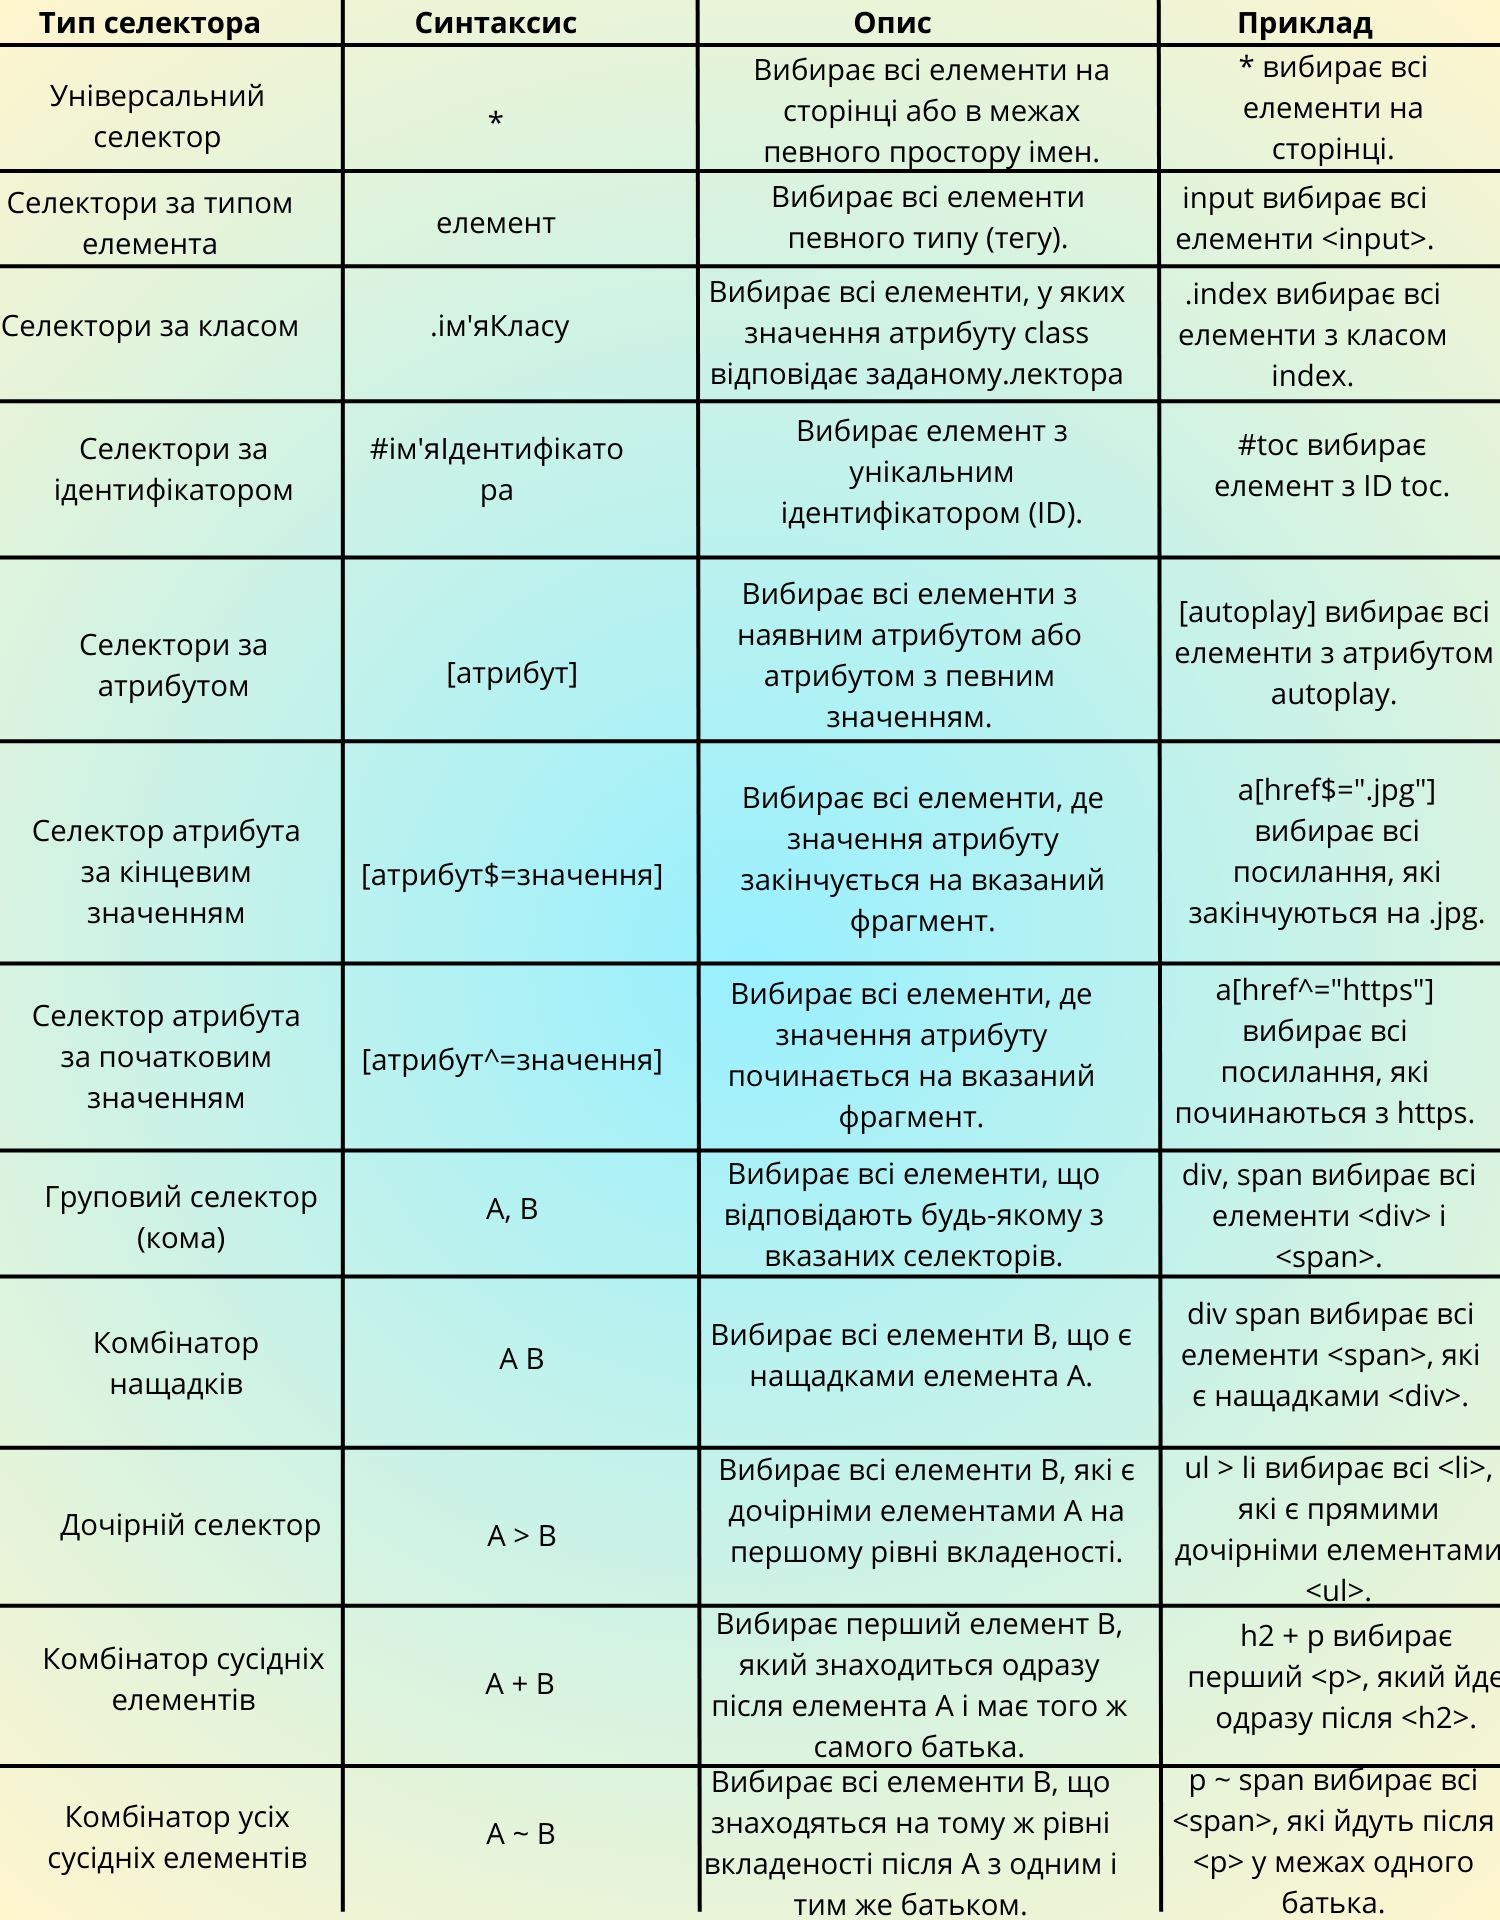 Тип селектора
Синтаксис
Опис
Приклад
Універсальний
селектор
*
Вибирає всі елементи на
сторінці або в межах
певного простору імен.
* вибирає всі
елементи на
сторінці.
Селектори за типом
елемента
елемент
Вибирає всі елементи
певного типу (тегу).
input вибирає всі
елементи <input>.
Селектори за класом
.ім'яКласу
Вибирає всі елементи, у яких
значення атрибуту class
відповідає заданому.лектора
.index вибирає всі
елементи з класом
index.
Селектори за
ідентифікатором
#ім'яІдентифікато
ра
Вибирає елемент з
унікальним
ідентифікатором (ID).
#toc вибирає
елемент з ID toc.
Селектори за
атрибутом
[атрибут]
Вибирає всі елементи з
наявним атрибутом або
атрибутом з певним
значенням.
[autoplay] вибирає всі
елементи з атрибутом
autoplay.
Селектор атрибута
за кінцевим
значенням
[атрибут$=значення]
Вибирає всі елементи, де
значення атрибуту
закінчується на вказаний
фрагмент.
a[href$=".jpg"]
вибирає всі
посилання, які
закінчуються на .jpg.
Селектор атрибута
за початковим
значенням
[атрибут^=значення]
Вибирає всі елементи, де
значення атрибуту
починається на вказаний
фрагмент.
a[href^="https"]
вибирає всі
посилання, які
починаються з https.
Груповий селектор
(кома)
A, B
Вибирає всі елементи, що
відповідають будь-якому з
вказаних селекторів.
div, span вибирає всі
елементи <div> і
<span>.
Комбінатор
нащадків
A B
Вибирає всі елементи B, що є
нащадками елемента A.
div span вибирає всі
елементи <span>, які
є нащадками <div>.
Дочірній селектор
A > B
Вибирає всі елементи B, які є
дочірніми елементами A на
першому рівні вкладеності.
ul > li вибирає всі <li>,
які є прямими
дочірніми елементами
<ul>.
Комбінатор сусідніх
елементів
A + B
Вибирає перший елемент B,
який знаходиться одразу
після елемента A і має того ж
самого батька.
h2 + p вибирає
перший <p>, який йде
одразу після <h2>.
Комбінатор усіх
сусідніх елементів
A ~ B
Вибирає всі елементи B, що
знаходяться на тому ж рівні
вкладеності після A з одним і
тим же батьком.
p ~ span вибирає всі
<span>, які йдуть після
<p> у межах одного
батька.